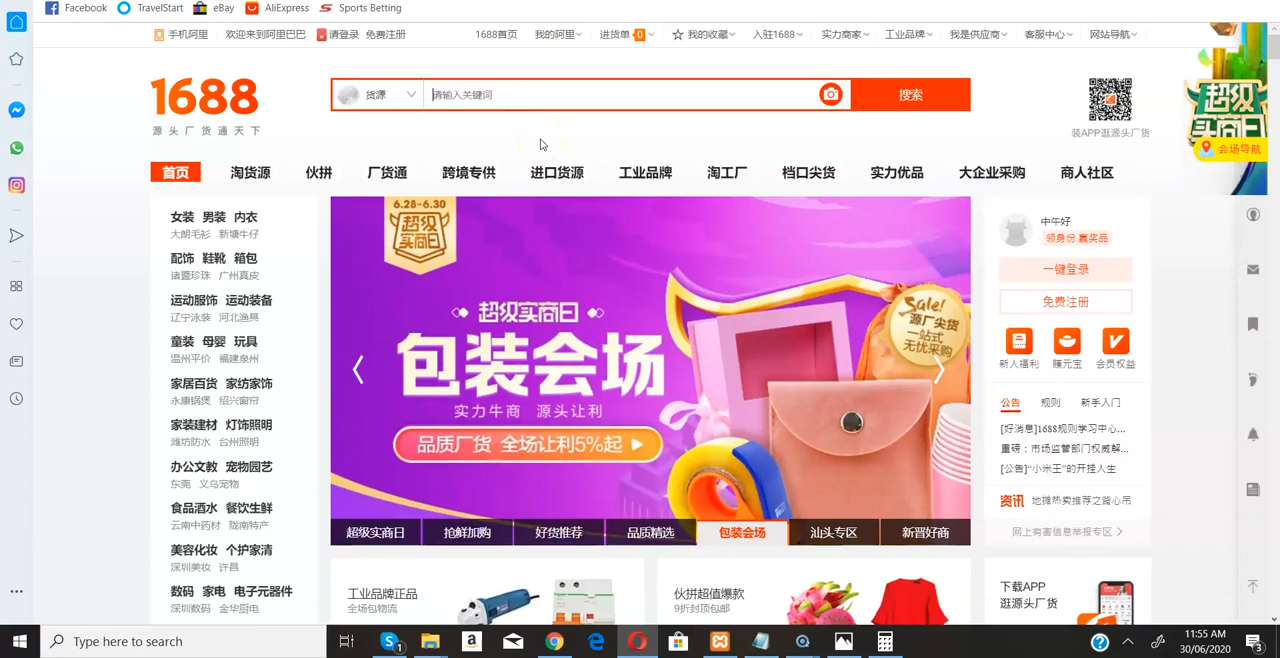 Facebook TravelStart eBay AliExpress Sports Betting
手机阿里 欢迎来到阿里巴巴 请登录 免费注册 1688首页 我的阿里 进货单 0 我的收藏 入驻1688 实力商家 工业品牌 我是供应商 客服中心 网站导航
1688
源头厂货通天下
货源 请输入关键词 搜索
装APP逛源头厂货
超级
买商日
会场导航
首页 淘货源 伙拼 厂货通 跨境专供 进口货源 工业品牌 淘工厂 档口尖货 实力优品 大企业采购 商人社区
女装 男装 内衣
大朗毛衫 新塘牛仔
配饰 鞋靴 箱包
诸暨珍珠 广州真皮
运动服饰 运动装备
辽宁泳装 河北渔具
童装 母婴 玩具
温州平价 福建泉州
家居百货 家纺家饰
永康锅煲 绍兴窗帘
家装建材 灯饰照明
潍坊防水 台州照明
办公文教 宠物园艺
东莞 义乌宠物
食品酒水 餐饮生鲜
云南中药材 陇南特产
美容化妆 个护家清
深圳美妆 许昌
数码 家电 电子元器件
深圳数码 金华厨电
6.28-6.30
超级
买商日
超级买商日
包装会场
实力牛商 源头让利
品质厂货 全场让利5%起
Sale!
源厂尖货
一站式
无忧采购
超级买商日 抢鲜加购 好货推荐 品质精选 包装会场 汕头专区 新晋好商
中午好
领身份 赢奖品
一键登录
免费注册
新人福利 赚元宝 会员权益
公告 规则 新手入门
[好消息]1688规则学习中心...
重磅：市场监管部门权威解...
[公告]“小米王”的开挂人生
资讯 地摊热卖推荐之背心吊
网上有害信息举报专区
工业品牌正品
全场包物流
伙拼超值爆款
9折封顶包邮
下载APP
逛源头厂货
Type here to search
1
11:55 AM
30/06/2020
3